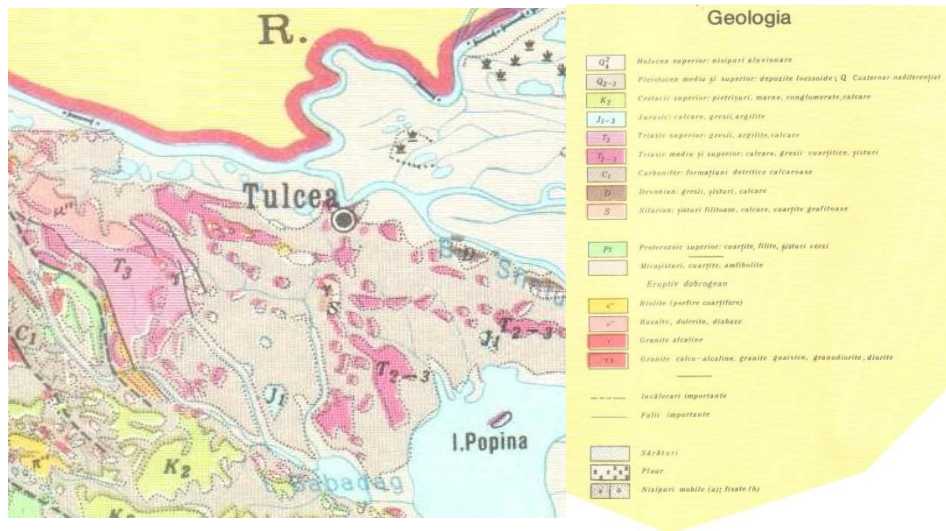 R.
Tulcea
μ"
T3
γ
B
D
Sf
T2-3
J1
C1
S
T2-3
J1
I.Popina
K2
π"
Babadag
K2
Geologia
Q²4 Holocen superior: nisipuri aluvionare
Q2-3 Pleistocen mediu și superior: depozite loessoide; Q Cuaternar nediferențiat
K2 Cretacic superior: pietrișuri, marne, conglomerate, calcare
J1-3 Jurasic: calcare, gresii, argilite
T3 Triasic superior: gresii, argilite, calcare
T2-3 Triasic mediu și superior: calcare, gresii cuarțitice, șisturi
C1 Carbonifer: formațiuni detritice calcaroase
D Devonian: gresii, șisturi, calcare
S Silurian: șisturi filitoase, calcare, cuarțite grafitoase
Pt Proterozoic superior: cuarțite, filite, șisturi verzi
Micașisturi, cuarțite, amfibolite
Eruptiv dobrogean
π" Riolite (porfire cuarțifere)
μ" Bazalte, dolerite, diabaze
γ Granite alcaline
γδ Granite calco-alcaline, granite gnaisice, granodiorite, diorite
Încălecări importante
Falii importante
Sărături
Plaur
Nisipuri mobile (a); fixate (b)